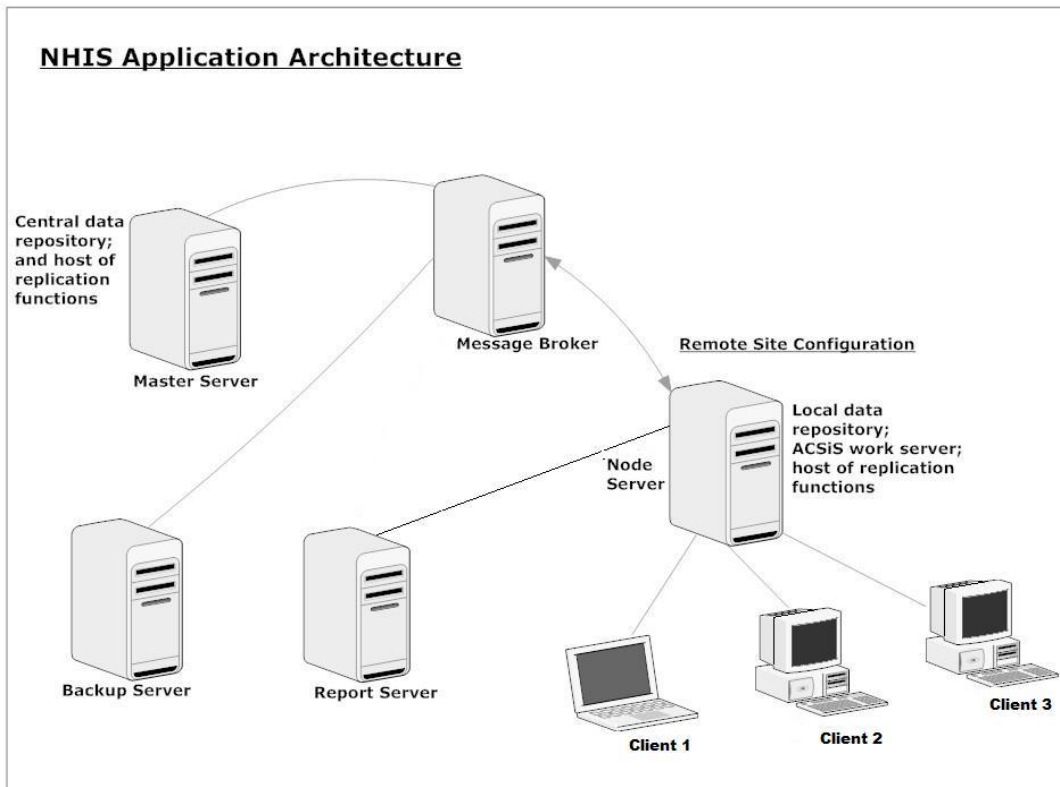 NHIS Application Architecture
Central data
repository;
and host of
replication
functions
Master Server
Message Broker
Remote Site Configuration
Local data
repository;
ACSiS work server;
host of replication
functions
Node
Server
Backup Server
Report Server
Client 1
Client 2
Client 3